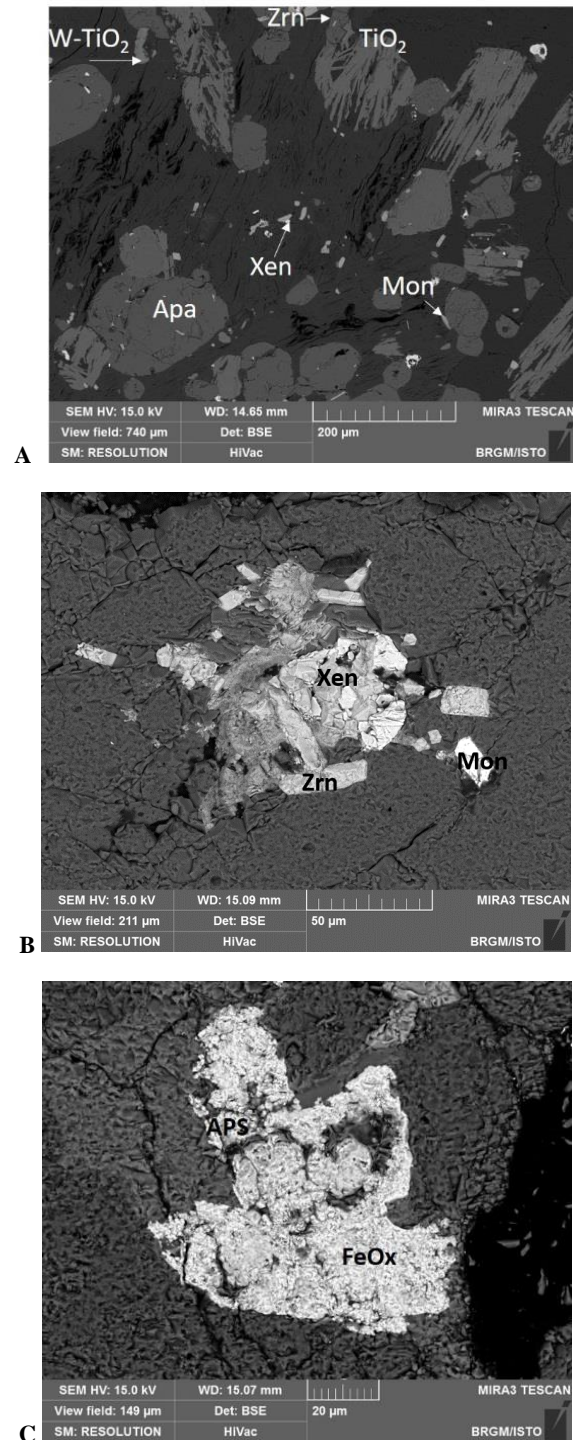 Zrn
W-TiO2
TiO2
Xen
Apa
Mon
SEM HV: 15.0 kV WD: 14.65 mm MIRA3 TESCAN
View field: 740 µm Det: BSE 200 µm
SM: RESOLUTION HiVac BRGM/ISTO
A
Xen
Mon
Zrn
SEM HV: 15.0 kV WD: 15.09 mm MIRA3 TESCAN
View field: 211 µm Det: BSE 50 µm
SM: RESOLUTION HiVac BRGM/ISTO
B
APS
FeOx
SEM HV: 15.0 kV WD: 15.07 mm MIRA3 TESCAN
View field: 149 µm Det: BSE 20 µm
SM: RESOLUTION HiVac BRGM/ISTO
C